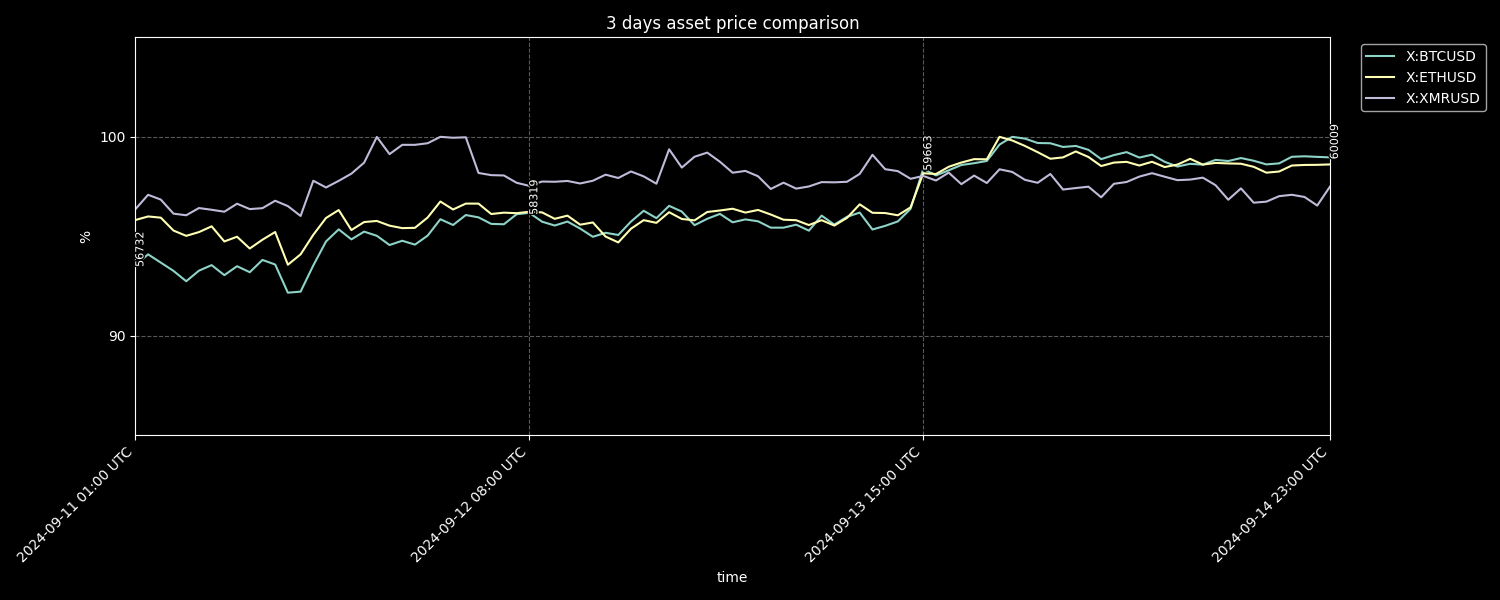 3 days asset price comparison
X:BTCUSD
X:ETHUSD
X:XMRUSD
100
90
%
56732
58319
59663
60009
2024-09-11 01:00 UTC
2024-09-12 08:00 UTC
2024-09-13 15:00 UTC
2024-09-14 23:00 UTC
time